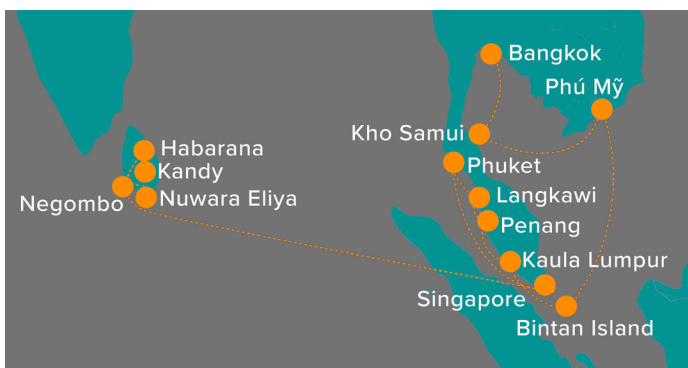 Bangkok
Phú Mỹ
Kho Samui
Habarana
Phuket
Kandy
Langkawi
Nuwara Eliya
Negombo
Penang
Kaula Lumpur
Singapore
Bintan Island